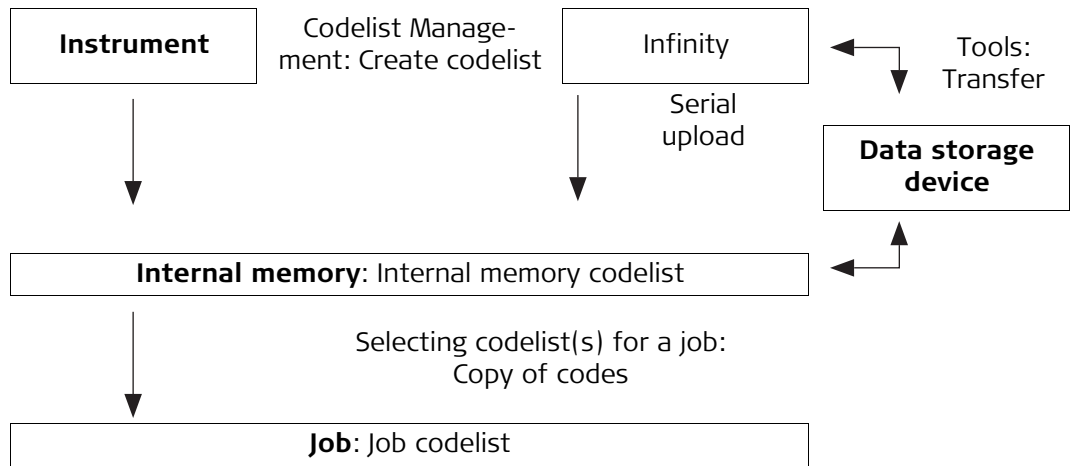 Instrument
Codelist Manage-
ment: Create codelist
Infinity
Tools:
Transfer
Serial
upload
Data storage
device
Internal memory: Internal memory codelist
Selecting codelist(s) for a job:
Copy of codes
Job: Job codelist